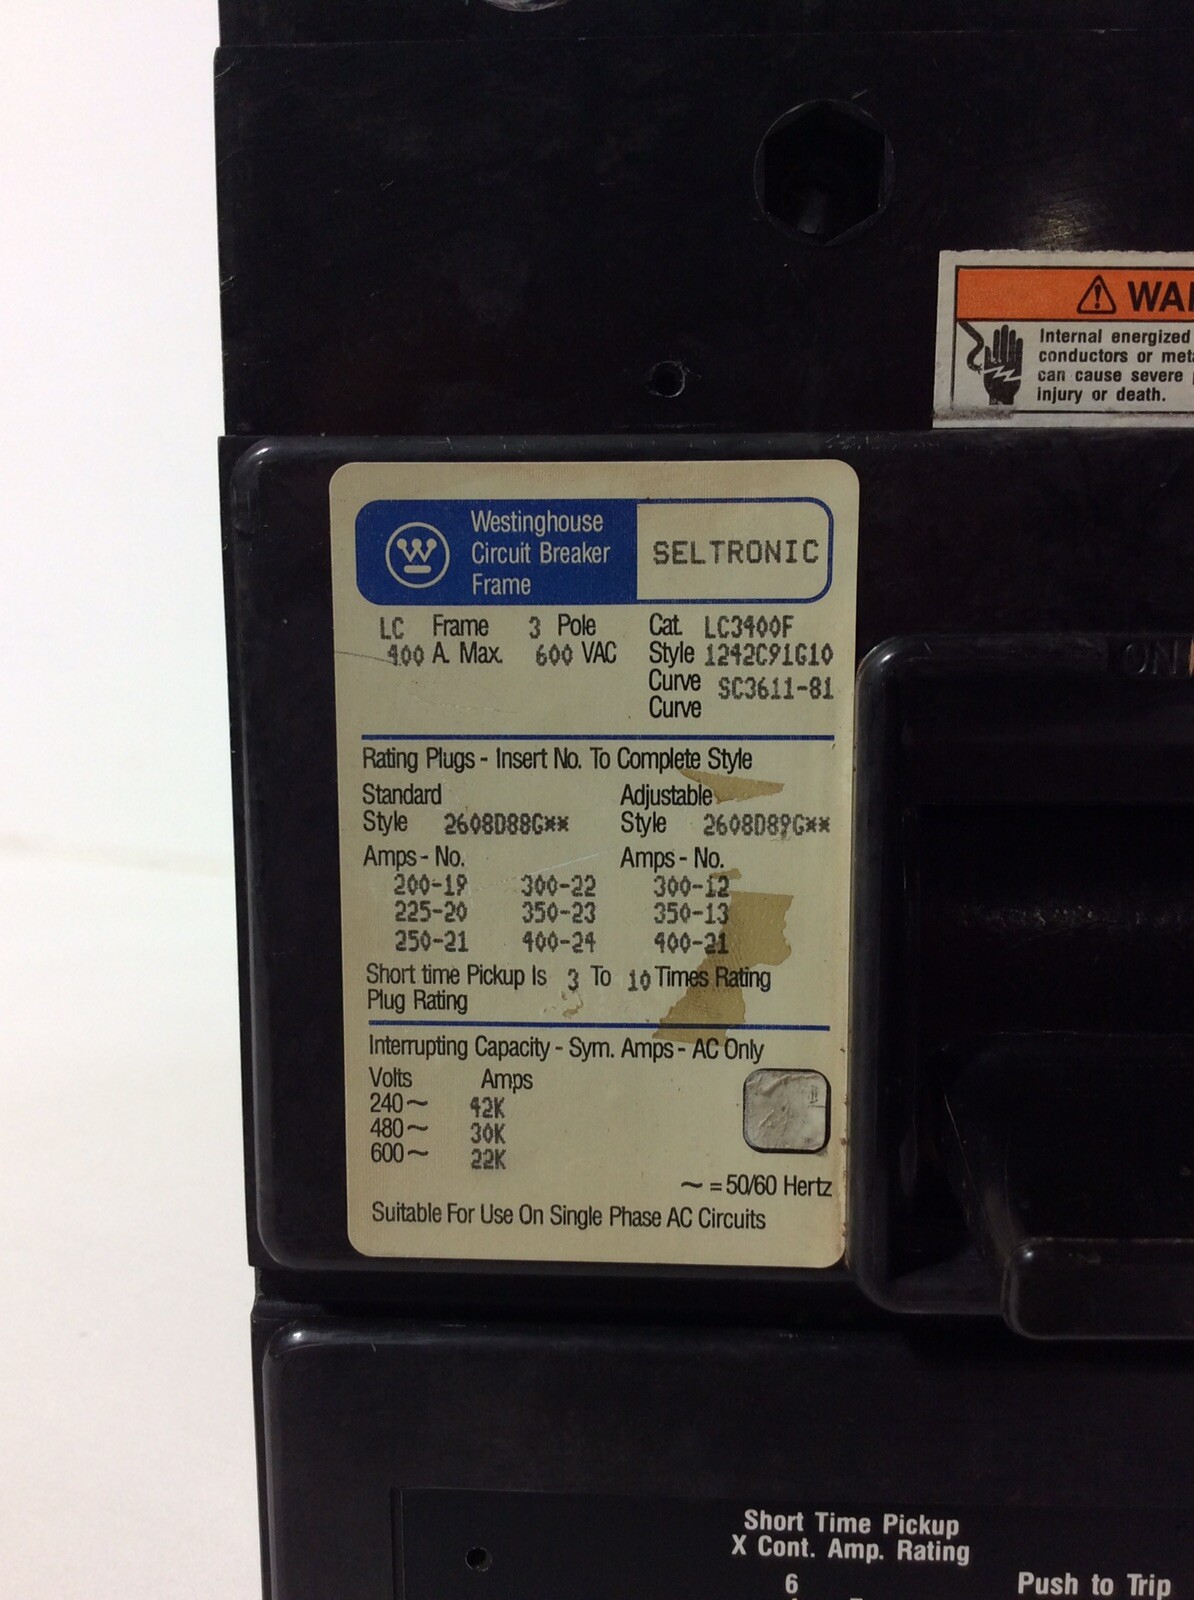 WA
Internal energized
conductors or
can cause severe
injury or death.
Westinghouse
Circuit Breaker
Frame
SELTRONIC
LC Frame 3 Pole
400 A. Max. 600 VAC
Cat. LC3400F
Style 1242C91G10
Curve SC3611-81
Curve
Rating Plugs - Insert No. To Complete Style
Standard
Style 2608D88G**
Adjustable
Style 2608D89G**
Amps - No.
200-19 300-22
225-20 350-23
250-21 400-24
Amps - No.
300-12
350-13
400-21
Short time Pickup Is 3 To 10 Times Rating
Plug Rating
Interrupting Capacity - Sym. Amps - AC Only
Volts Amps
240~ 42K
480~ 30K
600~ 22K
~ = 50/60 Hertz
Suitable For Use On Single Phase AC Circuits
ON
Short Time Pickup
X Cont. Amp. Rating
6
Push to Trip